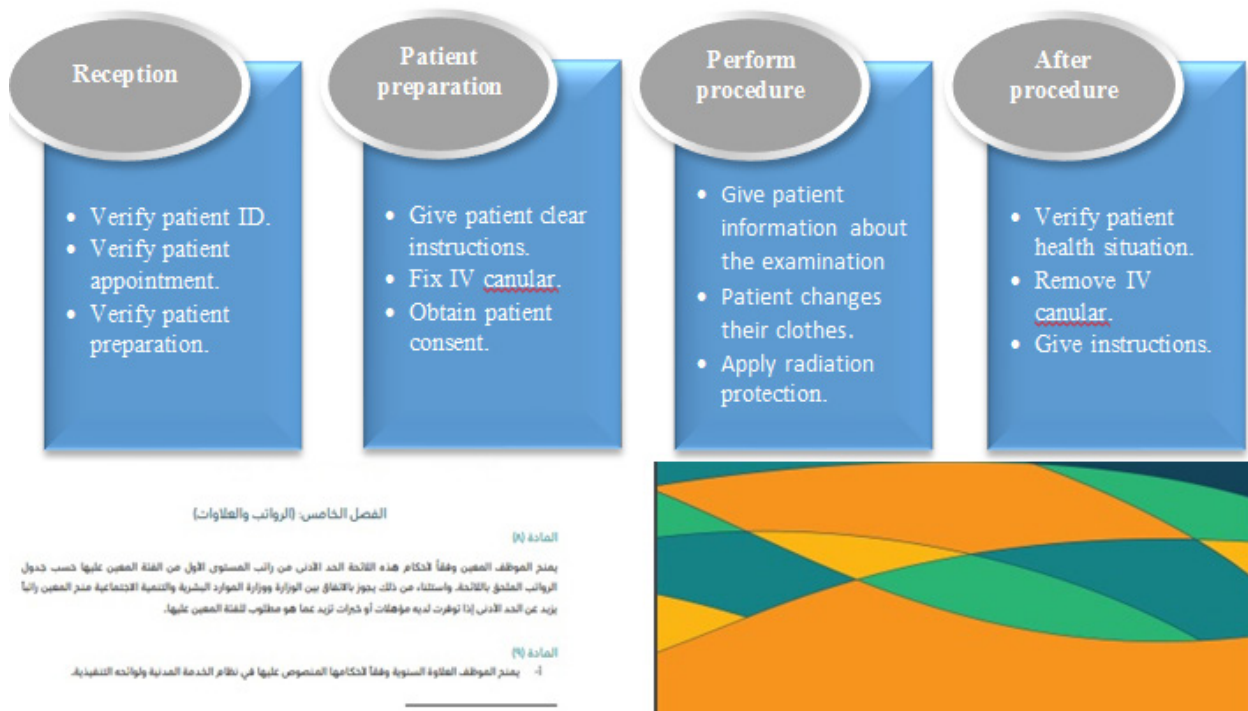 Reception
Verify patient ID.
Verify patient
appointment.
Verify patient
preparation.
Patient
preparation
Give patient clear
instructions.
Fix IV canular.
Obtain patient
consent.
Perform
procedure
Give patient
information about
the examination
Patient changes
their clothes.
Apply radiation
protection.
After
procedure
Verify patient
health situation.
Remove IV
canular.
Give instructions.
الفصل الخامس: (الرواتب والعلاوات)
المادة (٨)
يمنح الموظف المعين وفقاً لأحكام هذه اللائحة الحد الأدنى من راتب المستوى الأول من الفئة المعين عليها حسب جدول
الرواتب الملحق باللائحة. واستثناء من ذلك يجوز بالاتفاق بين الوزارة ووزارة الموارد البشرية والتنمية الاجتماعية منح المعين راتباً
يزيد عن الحد الأدنى إذا توفرت لديه مؤهلات أو خبرات تزيد عما هو مطلوب للفئة المعين عليها.
المادة (٩)
أ- يمنح الموظف العلاوة السنوية وفقاً لأحكامها المنصوص عليها في نظام الخدمة المدنية ولوائحه التنفيذية.